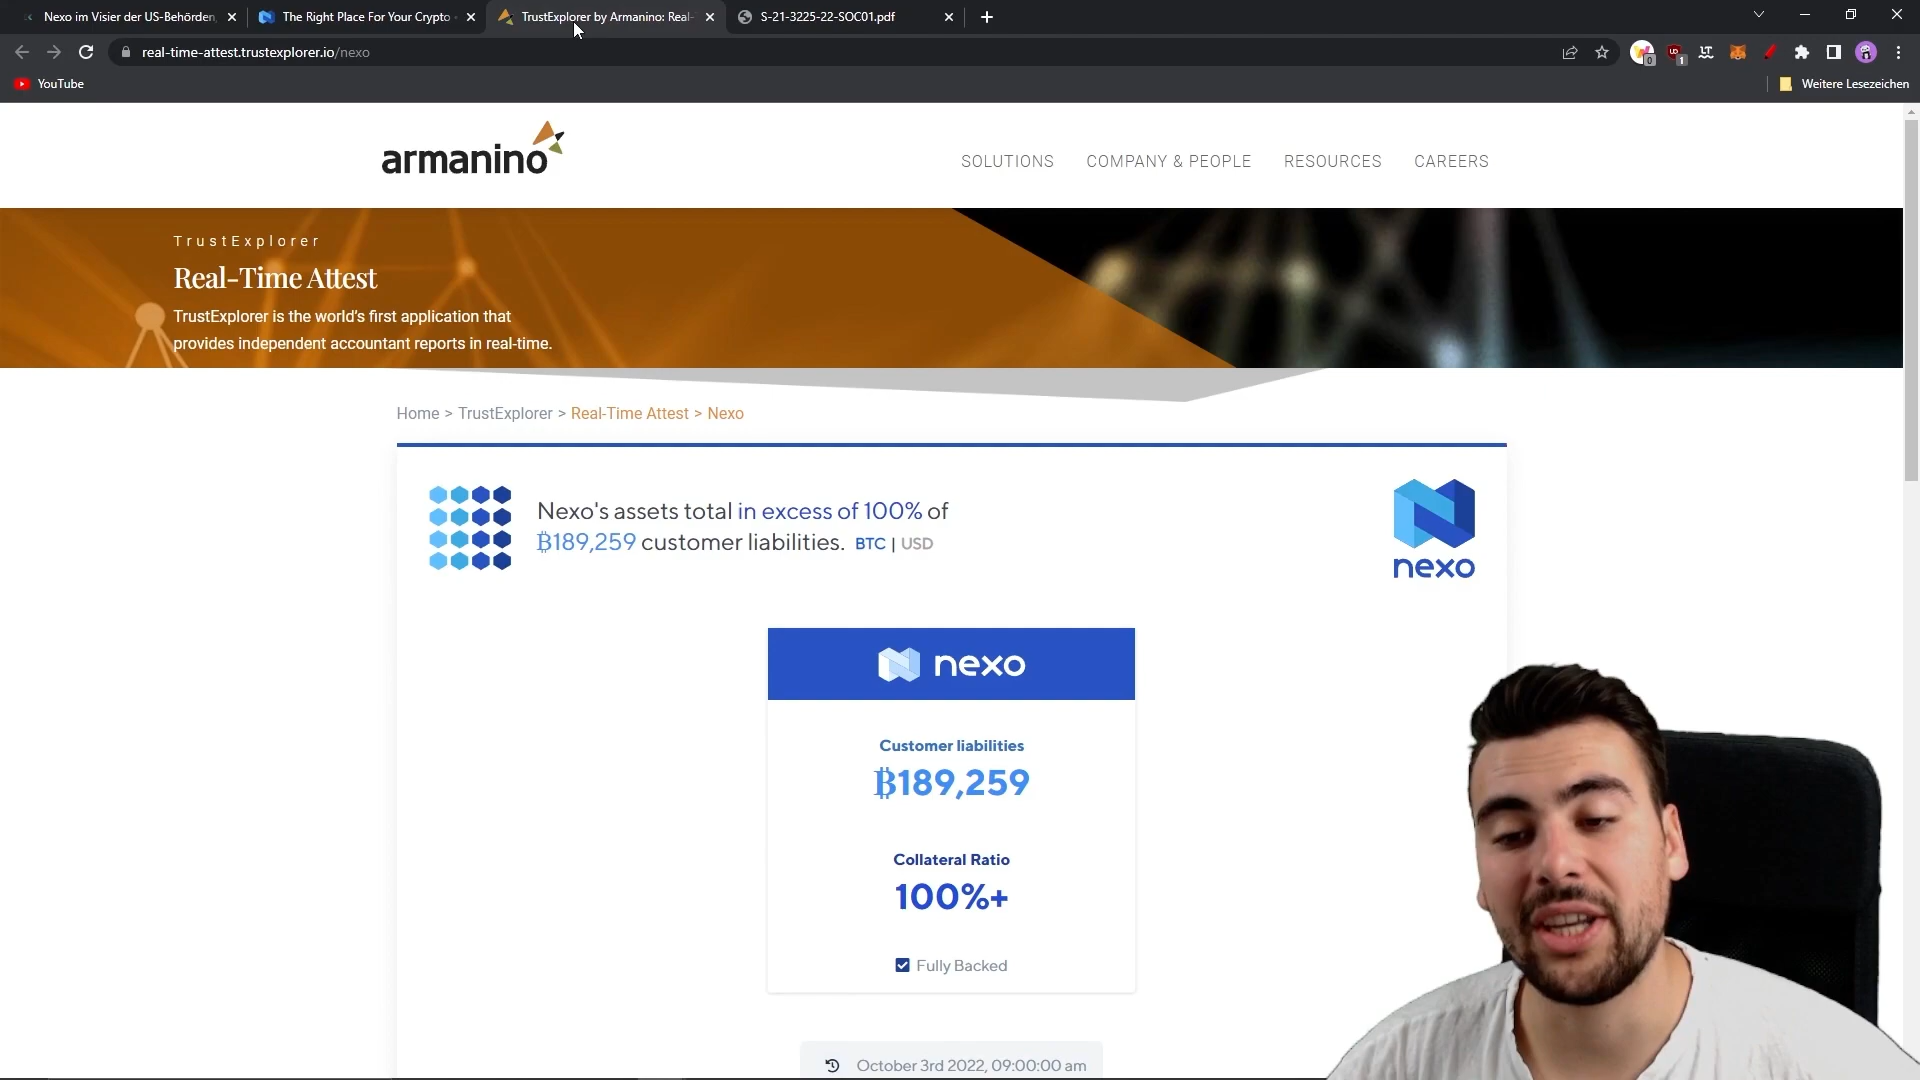 Nexo im Visier der US-Behörden,
The Right Place For Your Crypto
TrustExplorer by Armanino: Real-
S-21-3225-22-SOC01.pdf
real-time-attest.trustexplorer.io/nexo
0
1
YouTube
Weitere Lesezeichen
armanino
SOLUTIONS
COMPANY & PEOPLE
RESOURCES
CAREERS
TrustExplorer
Real-Time Attest
TrustExplorer is the world's first application that
provides independent accountant reports in real-time.
Home > TrustExplorer > Real-Time Attest > Nexo
Nexo's assets total in excess of 100% of
₿189,259 customer liabilities. BTC | USD
nexo
nexo
Customer liabilities
₿189,259
Collateral Ratio
100%+
Fully Backed
October 3rd 2022, 09:00:00 am